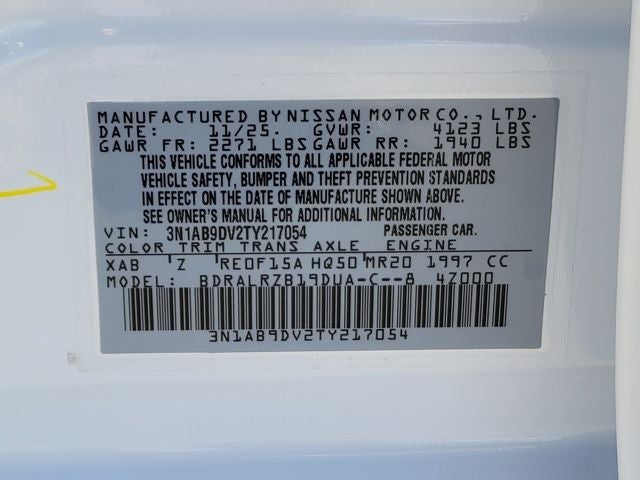 MANUFACTURED BY NISSAN MOTOR CO., LTD.
DATE: 11/25. GVWR: 4123 LBS
GAWR FR: 2271 LBS GAWR RR: 1940 LBS
THIS VEHICLE CONFORMS TO ALL APPLICABLE FEDERAL MOTOR
VEHICLE SAFETY, BUMPER AND THEFT PREVENTION STANDARDS
IN EFFECT ON THE DATE OF MANUFACTURE SHOWN ABOVE.
SEE OWNER'S MANUAL FOR ADDITIONAL INFORMATION.
VIN: 3N1AB9DV2TY217054 PASSENGER CAR.
COLOR TRIM TRANS AXLE ENGINE
XAB Z RE0F15A HQ50 MR20 1997 CC
MODEL: BDRALRZB19DUA-C--8 4Z000
3N1AB9DV2TY217054